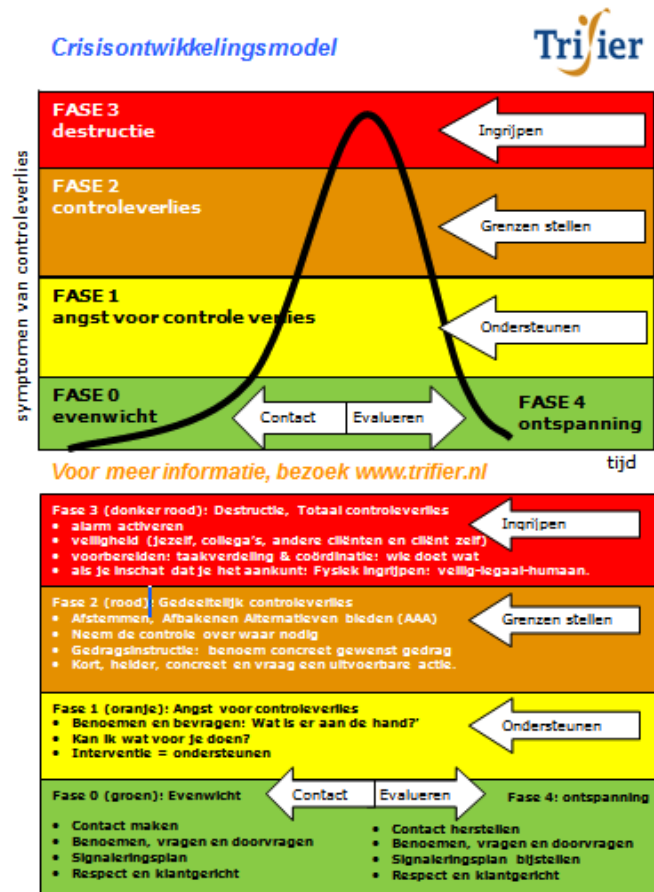 Crisisontwikkelingsmodel
Trifier
symptomen van controleverlies
FASE 3
destructie
Ingrijpen
FASE 2
controleverlies
Grenzen stellen
FASE 1
angst voor controle verlies
Ondersteunen
FASE 0
evenwicht
Contact
Evalueren
FASE 4
ontspanning
tijd
Voor meer informatie, bezoek www.trifier.nl
Fase 3 (donker rood): Destructie, Totaal controleverlies
• alarm activeren
• veiligheid (jezelf, collega's, andere cliënten en cliënt zelf)
• voorbereiden: taakverdeling & coördinatie: wie doet wat
• als je inschat dat je het aankunt: Fysiek ingrijpen: veilig-legaal-humaan.
Ingrijpen
Fase 2 (rood): Gedeeltelijk controleverlies
• Afstemmen, Afbakenen Alternatieven bieden (AAA)
• Neem de controle over waar nodig
• Gedragsinstructie: benoem concreet gewenst gedrag
• Kort, helder, concreet en vraag een uitvoerbare actie.
Grenzen stellen
Fase 1 (oranje): Angst voor controleverlies
• Benoemen en bevragen: Wat is er aan de hand?'
• Kan ik wat voor je doen?
• Interventie = ondersteunen
Ondersteunen
Fase 0 (groen): Evenwicht
Contact
Evalueren
Fase 4: ontspanning
• Contact maken
• Benoemen, vragen en doorvragen
• Signaleringsplan
• Respect en klantgericht
• Contact herstellen
• Benoemen, vragen en doorvragen
• Signaleringsplan bijstellen
• Respect en klantgericht